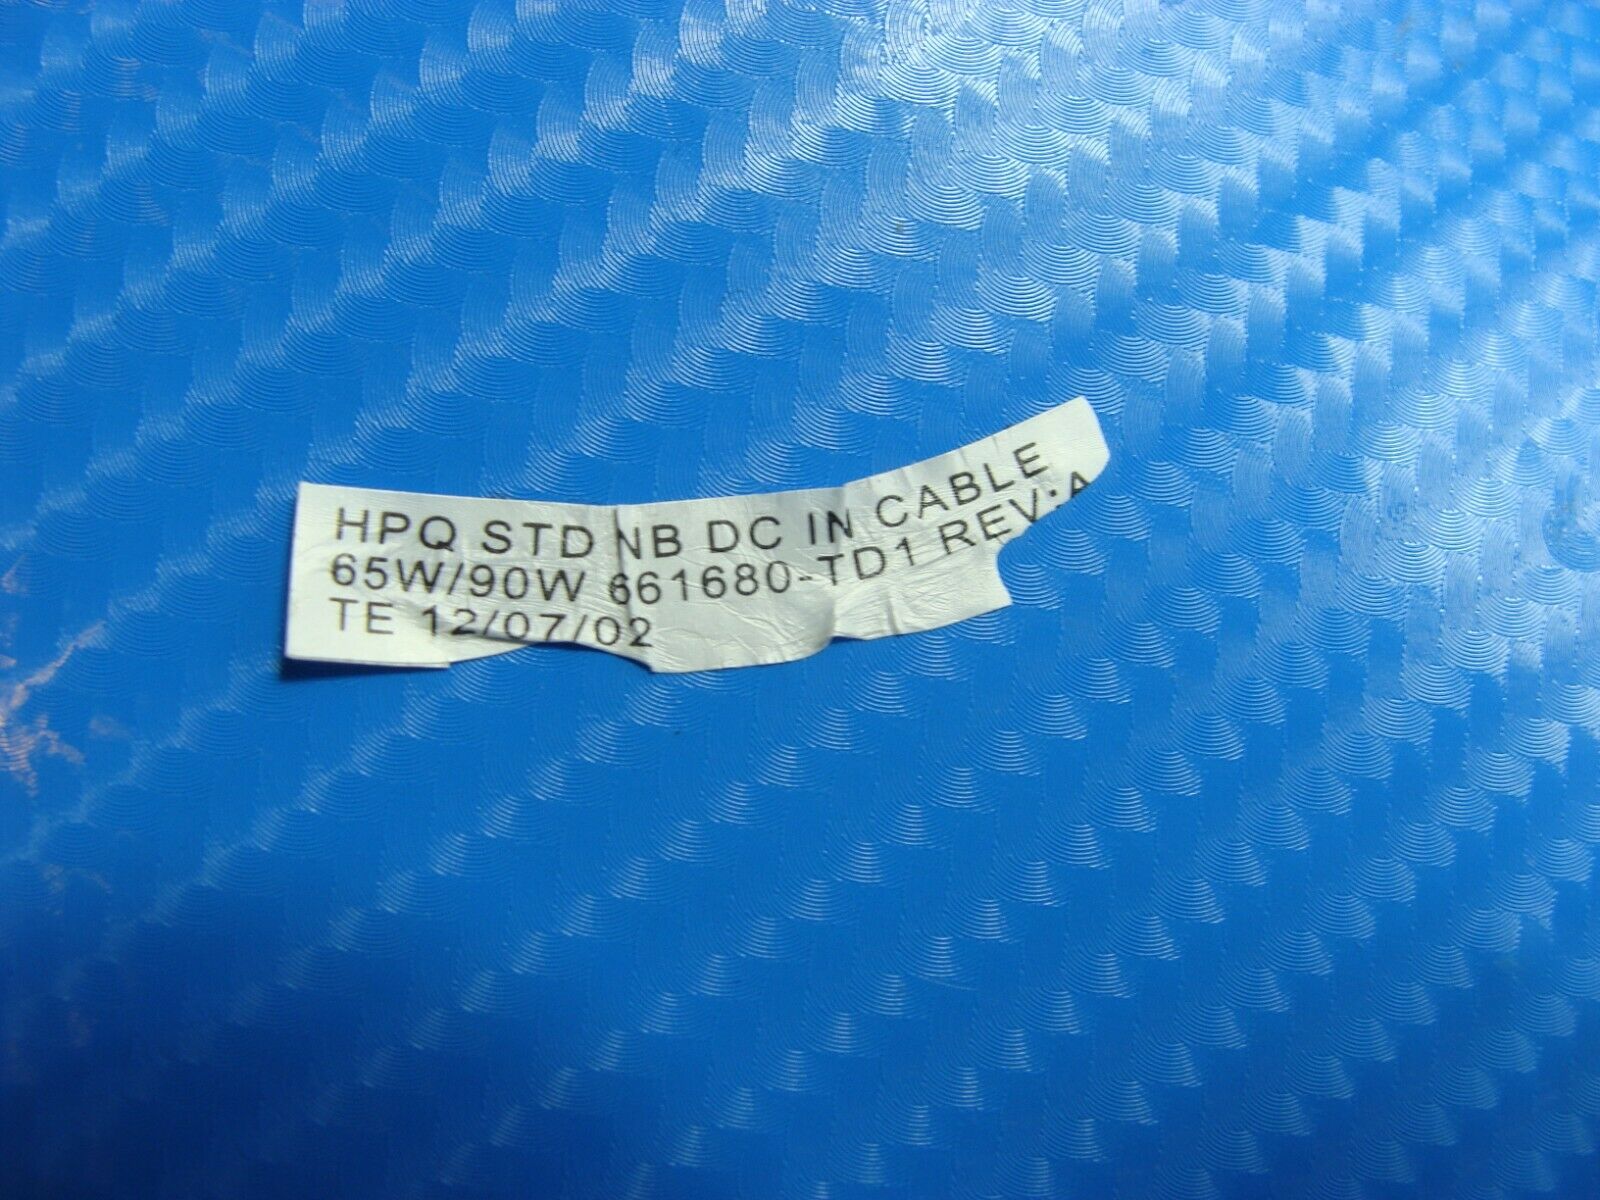 HPQ STD NB DC IN CABLE
65W/90W 661680-TD1 REV:A
TE 12/07/02